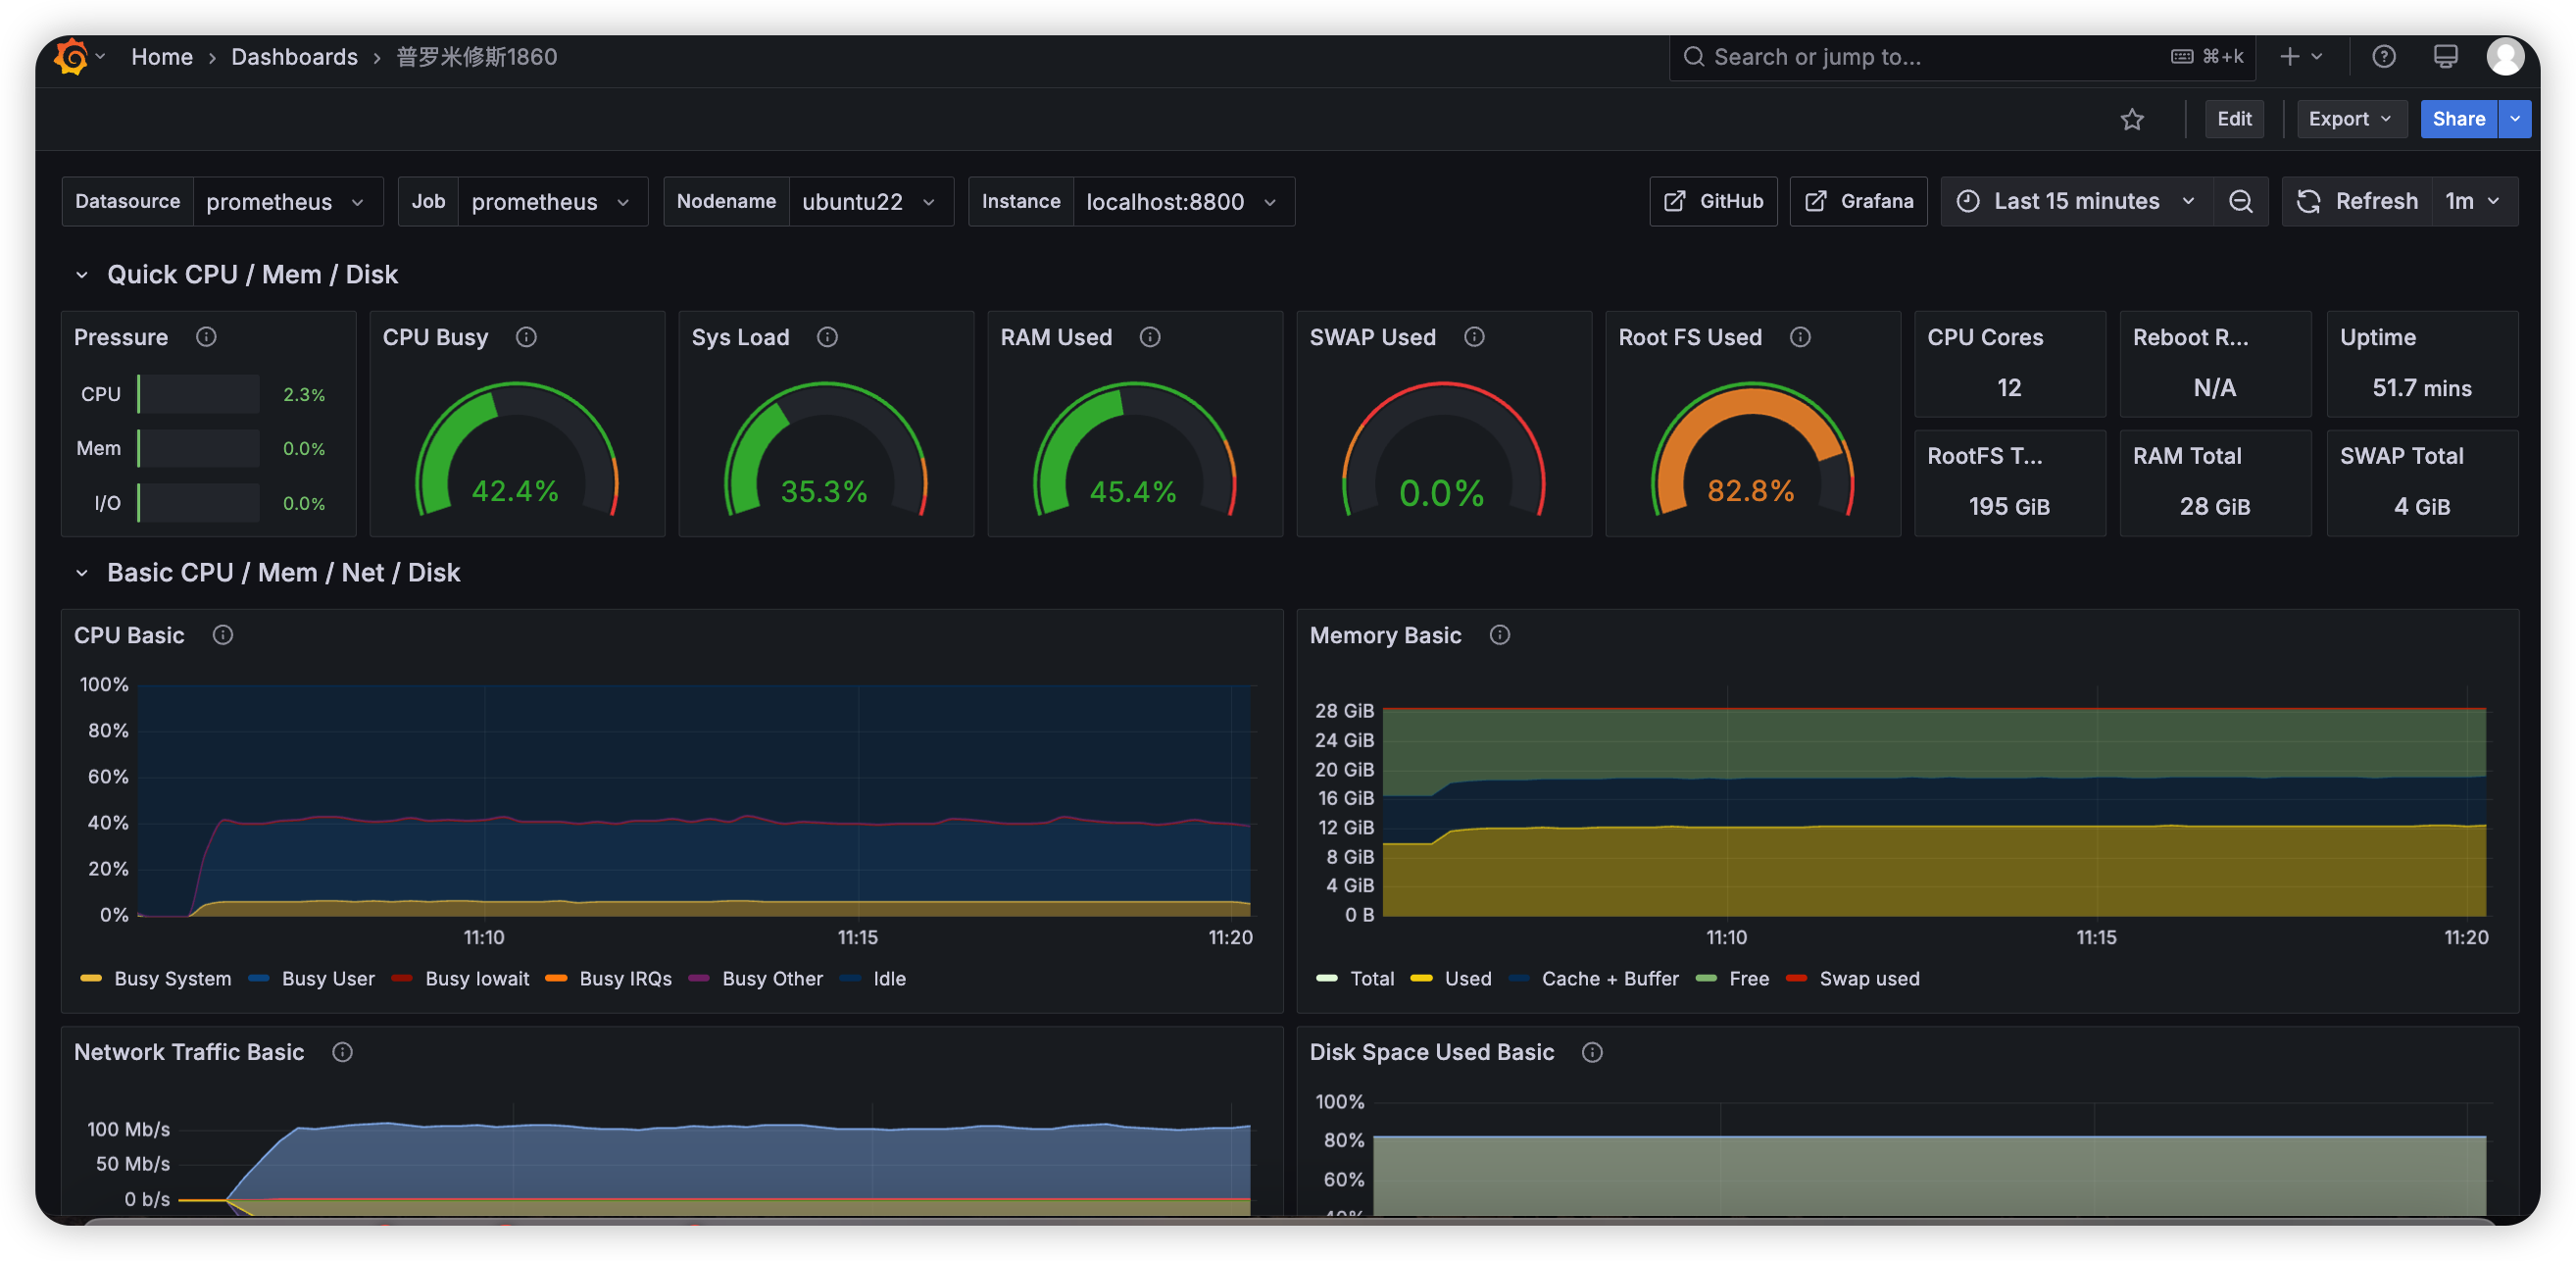 Home › Dashboards › 普罗米修斯1860
Search or jump to... ⌘+k
Edit Export Share
Datasource prometheus Job prometheus Nodename ubuntu22 Instance localhost:8800 GitHub Grafana Last 15 minutes Refresh 1m
Quick CPU / Mem / Disk
Pressure
CPU 2.3%
Mem 0.0%
I/O 0.0%
CPU Busy
42.4%
Sys Load
35.3%
RAM Used
45.4%
SWAP Used
0.0%
Root FS Used
82.8%
CPU Cores
12
Reboot R...
N/A
Uptime
51.7 mins
RootFS T...
195 GiB
RAM Total
28 GiB
SWAP Total
4 GiB
Basic CPU / Mem / Net / Disk
CPU Basic
100%
80%
60%
40%
20%
0%
11:10 11:15 11:20
Busy System Busy User Busy Iowait Busy IRQs Busy Other Idle
Memory Basic
28 GiB
24 GiB
20 GiB
16 GiB
12 GiB
8 GiB
4 GiB
0 B
11:10 11:15 11:20
Total Used Cache + Buffer Free Swap used
Network Traffic Basic
100 Mb/s
50 Mb/s
0 b/s
Disk Space Used Basic
100%
80%
60%
40%